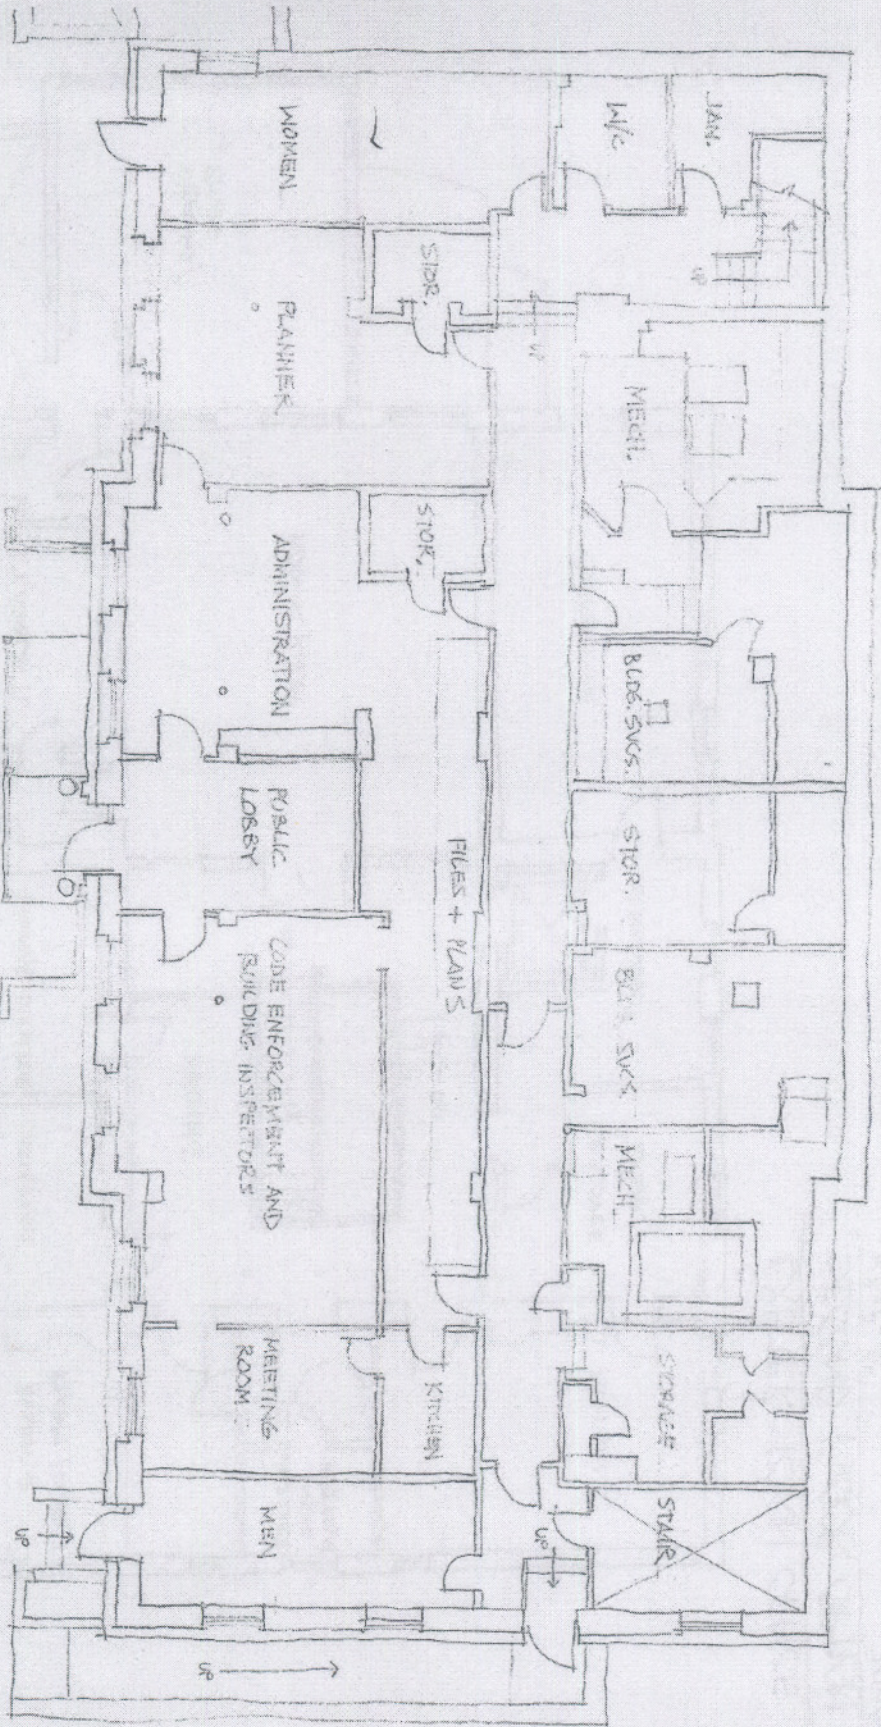 WOMEN
W/C
JAN.
UP
STOR.
PLANNER
UP
MECH.
STOR.
ADMINISTRATION
BLDG. SVCS.
PUBLIC
LOBBY
STOR.
FILES + PLANS
CODE ENFORCEMENT AND
BUILDING INSPECTORS
BLDG. SVCS.
MECH.
MEETING
ROOM
KITCHEN
STORAGE
MEN
STAIR
UP
UP
UP